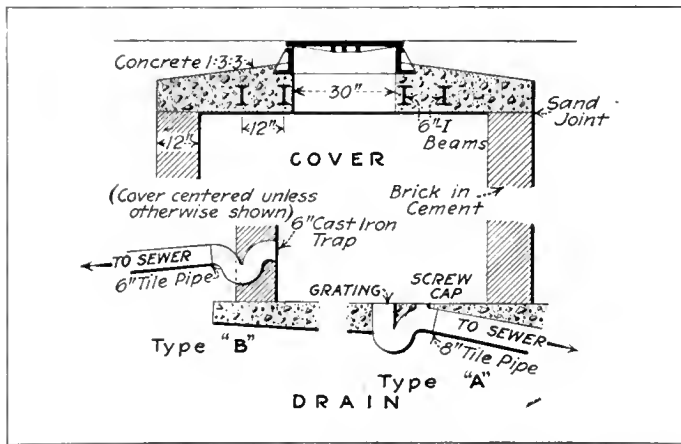 Concrete 1:3:3
30"
Sand
Joint
12"
6" I
Beams
12"
COVER
Brick in
Cement
(Cover centered unless
otherwise shown)
6" Cast Iron
Trap
TO SEWER
6" Tile Pipe
GRATING
SCREW
CAP
TO SEWER
8" Tile Pipe
Type "B"
Type "A"
DRAIN